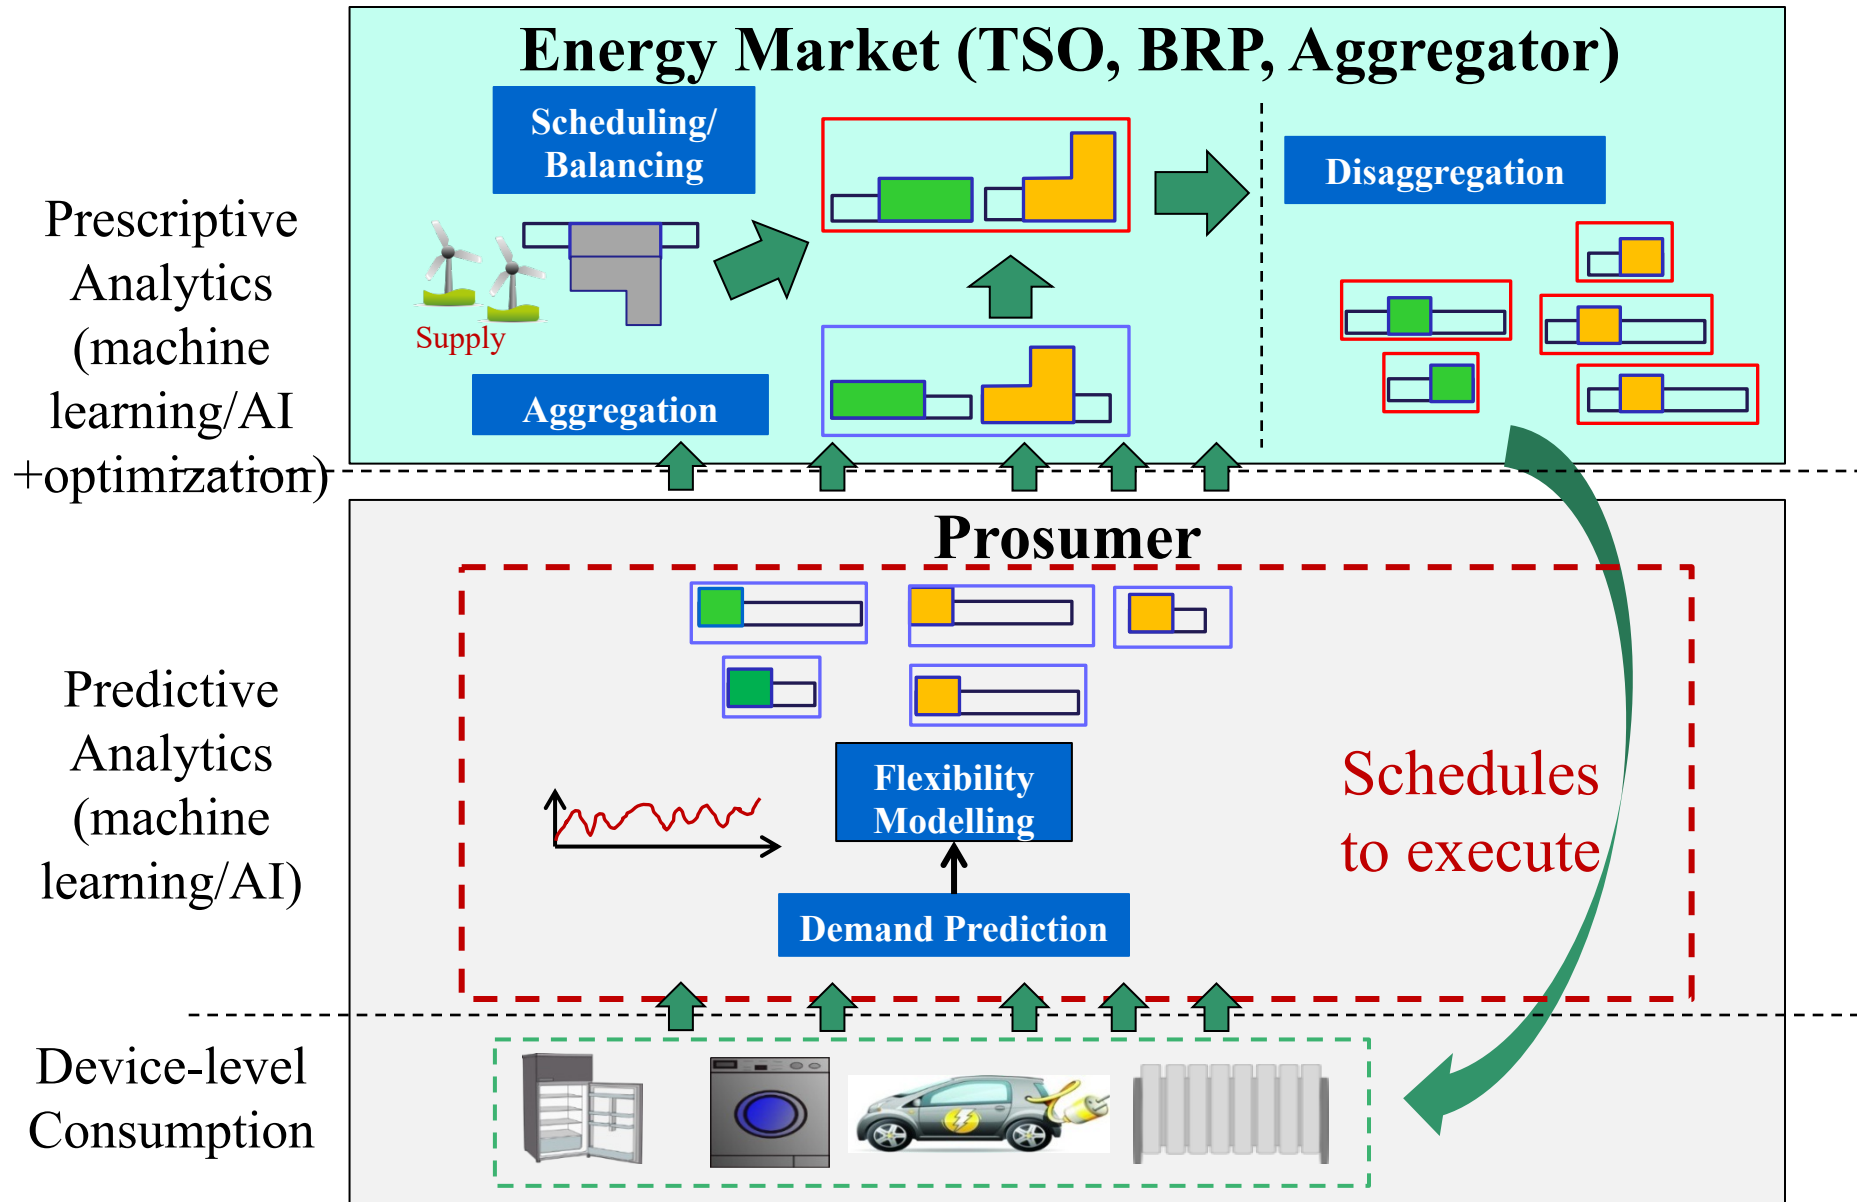 Energy Market (TSO, BRP, Aggregator)
Scheduling/
Balancing
Disaggregation
Supply
Aggregation
Prescriptive
Analytics
(machine
learning/AI
+optimization)
Prosumer
Predictive
Analytics
(machine
learning/AI)
Flexibility
Modelling
Demand Prediction
Schedules
to execute
Device-level
Consumption